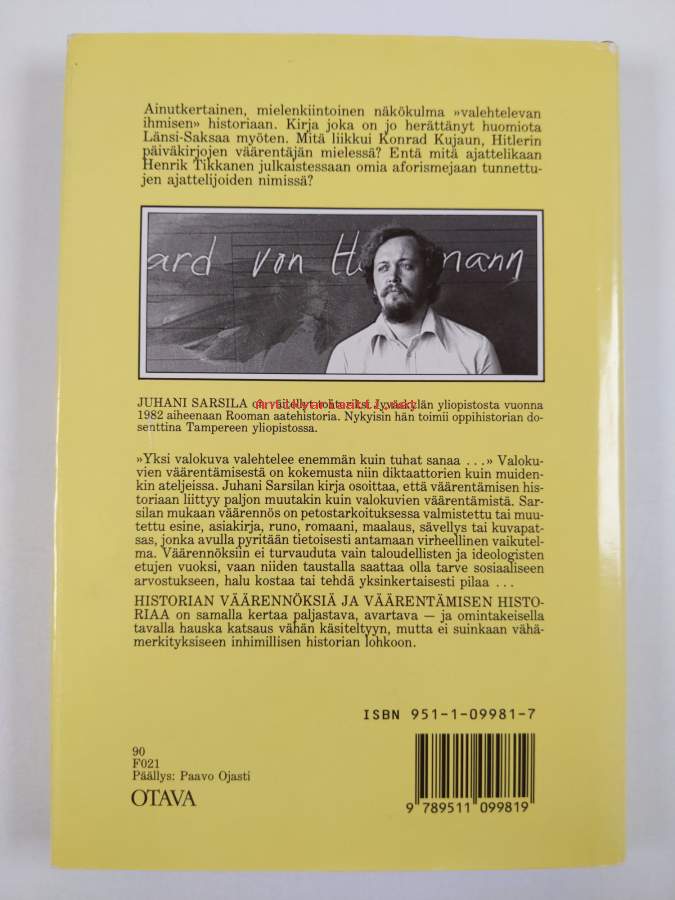 Ainutkertainen, mielenkiintoinen näkökulma »valehtelevan
ihmisen» historiaan. Kirja joka on jo herättänyt huomiota
Länsi-Saksaa myöten. Mitä liikkui Konrad Kujaun, Hitlerin
päiväkirjojen väärentäjän mielessä? Entä mitä ajattelikaan
Henrik Tikkanen julkaistessaan omia aforismejaan tunnettu-
jen ajattelijoiden nimissä?
ard von H mann
JUHANI SARSILA on väitellyt tohtoriksi Jyväskylän yliopistosta vuonna
1982 aiheenaan Rooman aatehistoria. Nykyisin hän toimii oppihistorian do-
senttina Tampereen yliopistossa.
»Yksi valokuva valehtelee enemmän kuin tuhat sanaa . . .» Valoku-
vien väärentämisestä on kokemusta niin diktaattorien kuin muiden-
kin ateljeissa. Juhani Sarsilan kirja osoittaa, että väärentämisen his-
toriaan liittyy paljon muutakin kuin valokuvien väärentämistä. Sar-
silan mukaan väärennös on petostarkoituksessa valmistettu tai muu-
tettu esine, asiakirja, runo, romaani, maalaus, sävellys tai kuvapat-
sas, jonka avulla pyritään tietoisesti antamaan virheellinen vaikutel-
ma. Väärennöksiin ei turvauduta vain taloudellisten ja ideologisten
etujen vuoksi, vaan niiden taustalla saattaa olla tarve sosiaaliseen
arvostukseen, halu kostaa tai tehdä yksinkertaisesti pilaa . . .
HISTORIAN VÄÄRENNÖKSIÄ JA VÄÄRENTÄMISEN HISTO-
RIAA on samalla kertaa paljastava, avartava — ja omintakeisella
tavalla hauska katsaus vähän käsiteltyyn, mutta ei suinkaan vähä-
merkityksiseen inhimillisen historian lohkoon.
ISBN 951-1-09981-7
90
F021
Päällys: Paavo Ojasti
OTAVA
9 789511 099819